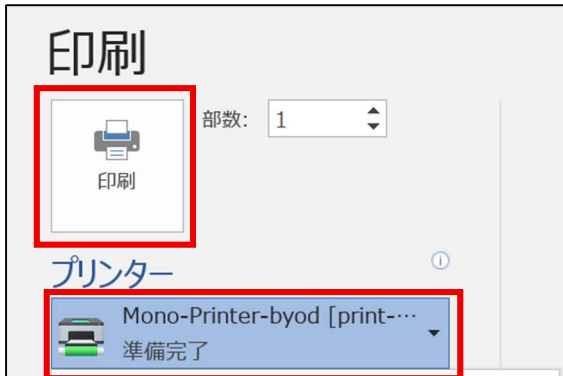 印刷
部数: 1
印刷
プリンター
Mono-Printer-byod [print-…
準備完了